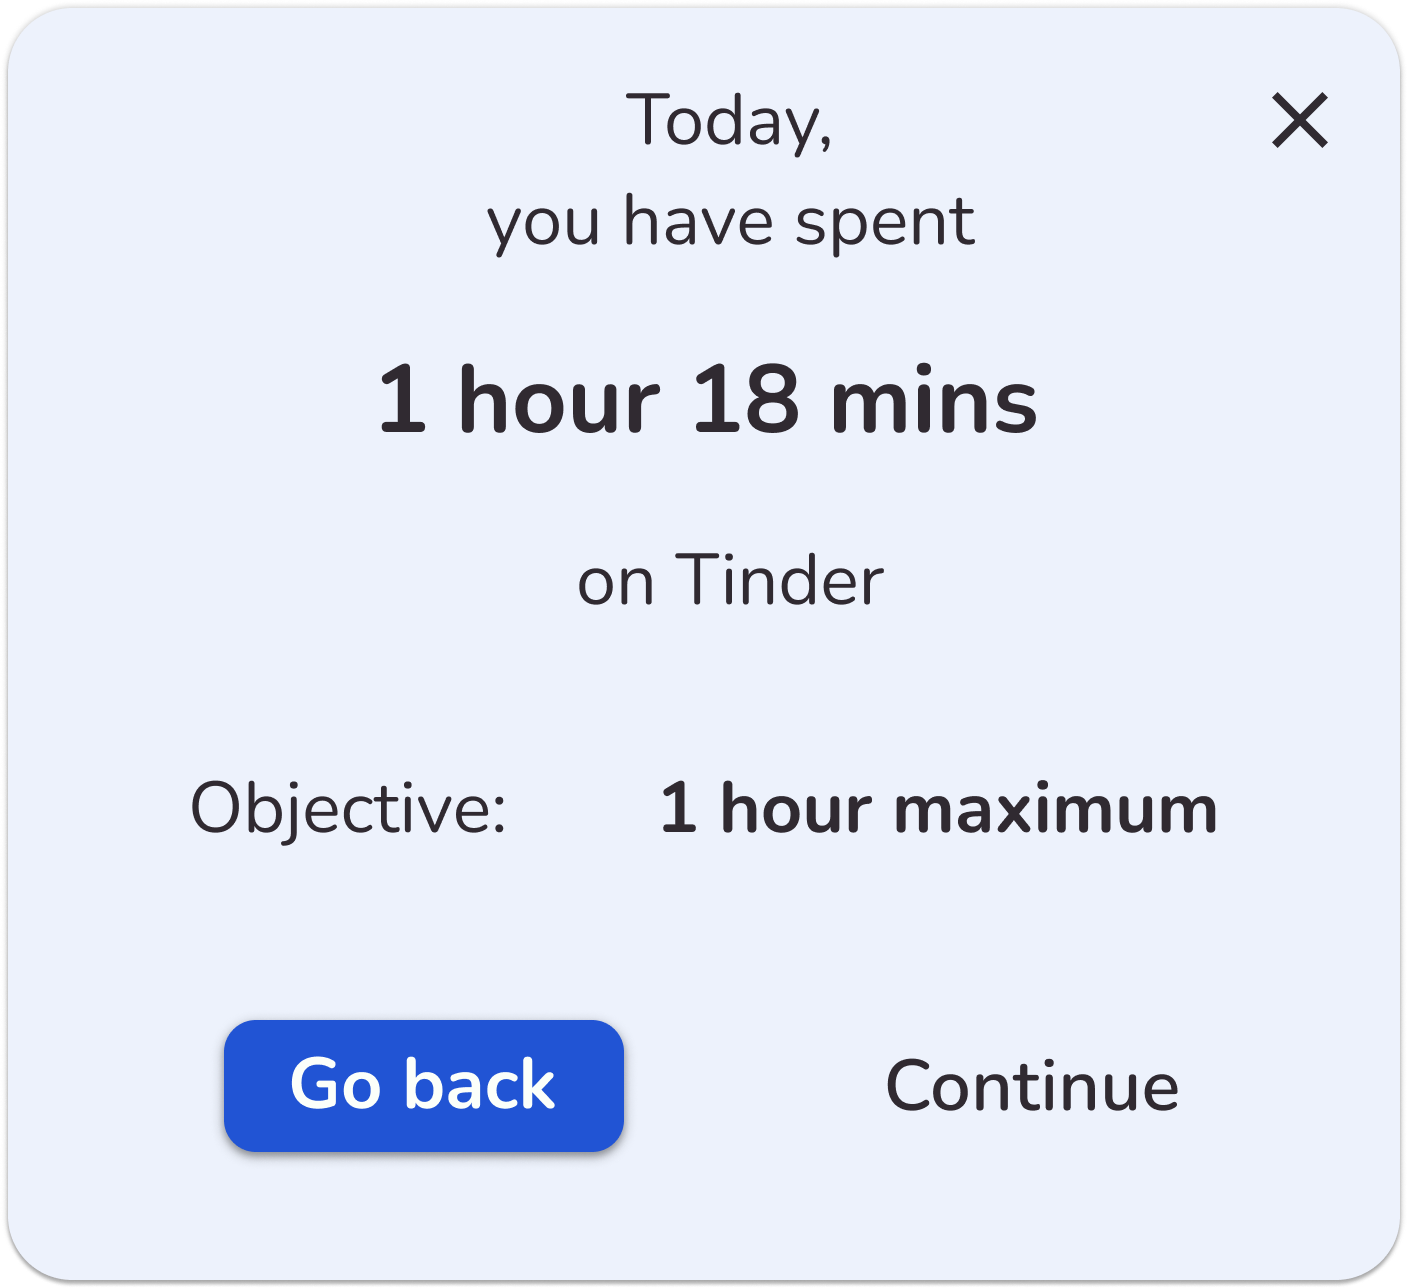 Today,
you have spent
1 hour 18 mins
on Tinder
Objective: 1 hour maximum
Go back Continue